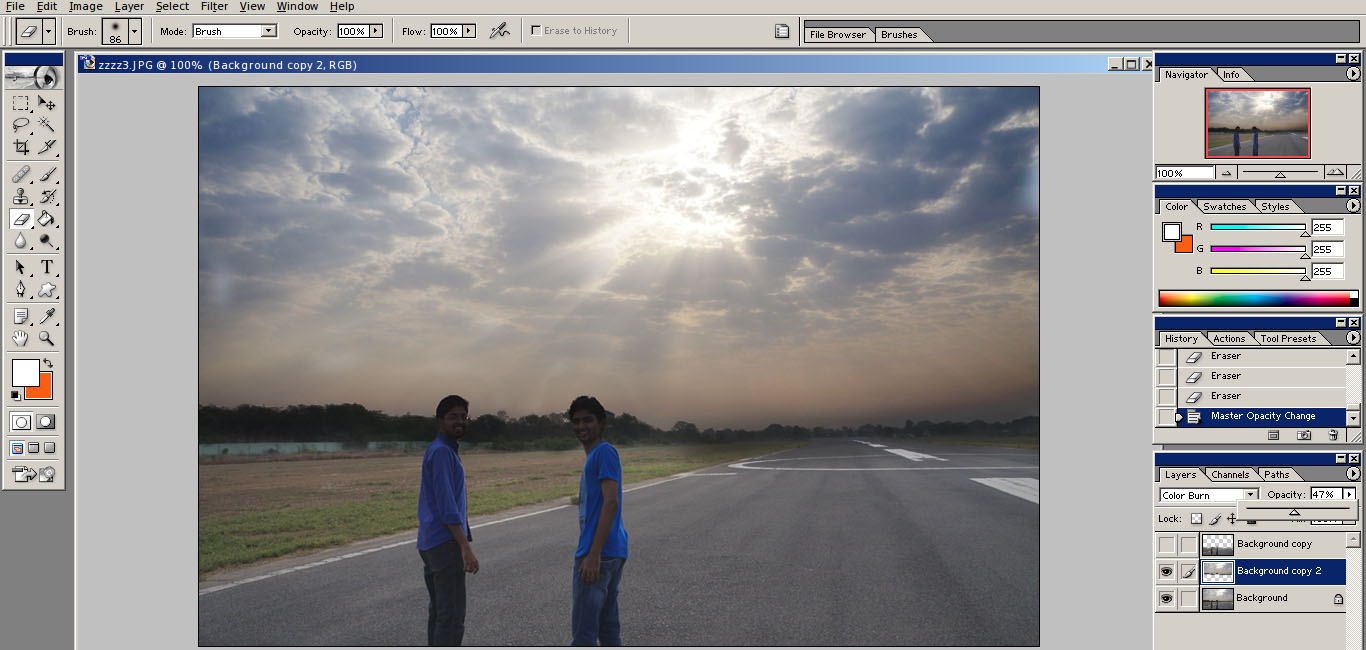 File Edit Image Layer Select Filter View Window Help
Brush: 86 Mode: Brush Opacity: 100% Flow: 100% Erase to History File Browser Brushes
zzzz3.JPG @ 100% (Background copy 2, RGB)
Navigator Info
100%
Color Swatches Styles
R 255
G 255
B 255
History Actions Tool Presets
Eraser
Eraser
Eraser
Master Opacity Change
Layers Channels Paths
Color Burn Opacity: 47%
Lock:
Background copy
Background copy 2
Background